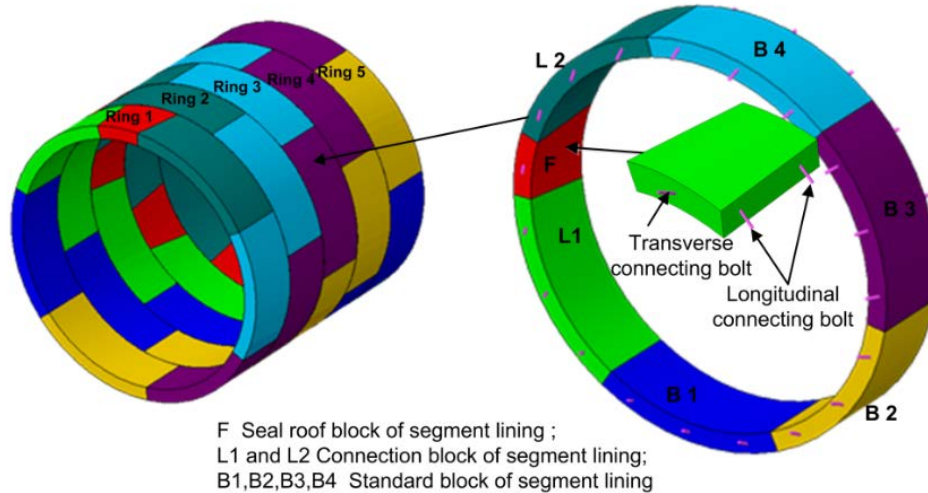 Ring 1
Ring 2
Ring 3
Ring 4
Ring 5
L 2
B 4
F
B 3
L1
Transverse
connecting bolt
Longitudinal
connecting bolt
B 1
B 2
F Seal roof block of segment lining ;
L1 and L2 Connection block of segment lining;
B1,B2,B3,B4 Standard block of segment lining